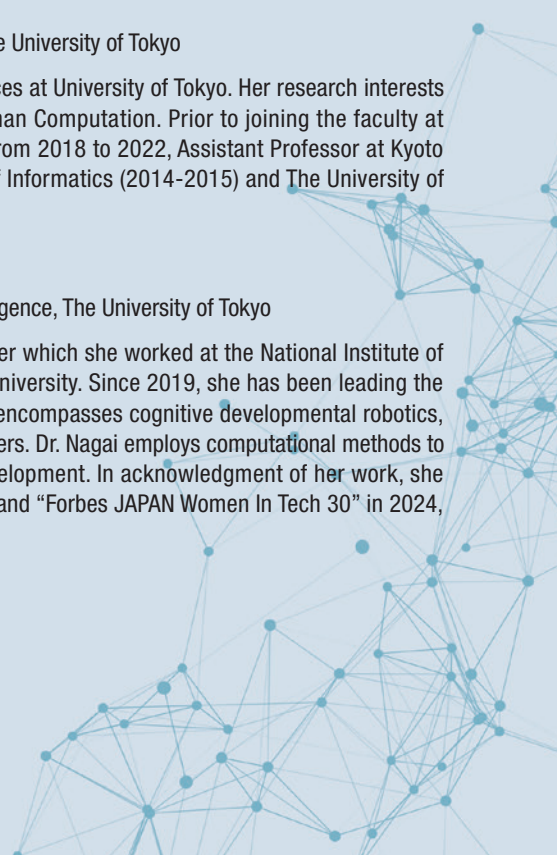 University of Tokyo
ces at University of Tokyo. Her research interests
Computation. Prior to joining the faculty at
from 2018 to 2022, Assistant Professor at Kyoto
Informatics (2014-2015) and The University of
gence, The University of Tokyo
er which she worked at the National Institute of
niversity. Since 2019, she has been leading the
encompasses cognitive developmental robotics,
ers. Dr. Nagai employs computational methods to
elopment. In acknowledgment of her work, she
and “Forbes JAPAN Women In Tech 30” in 2024,